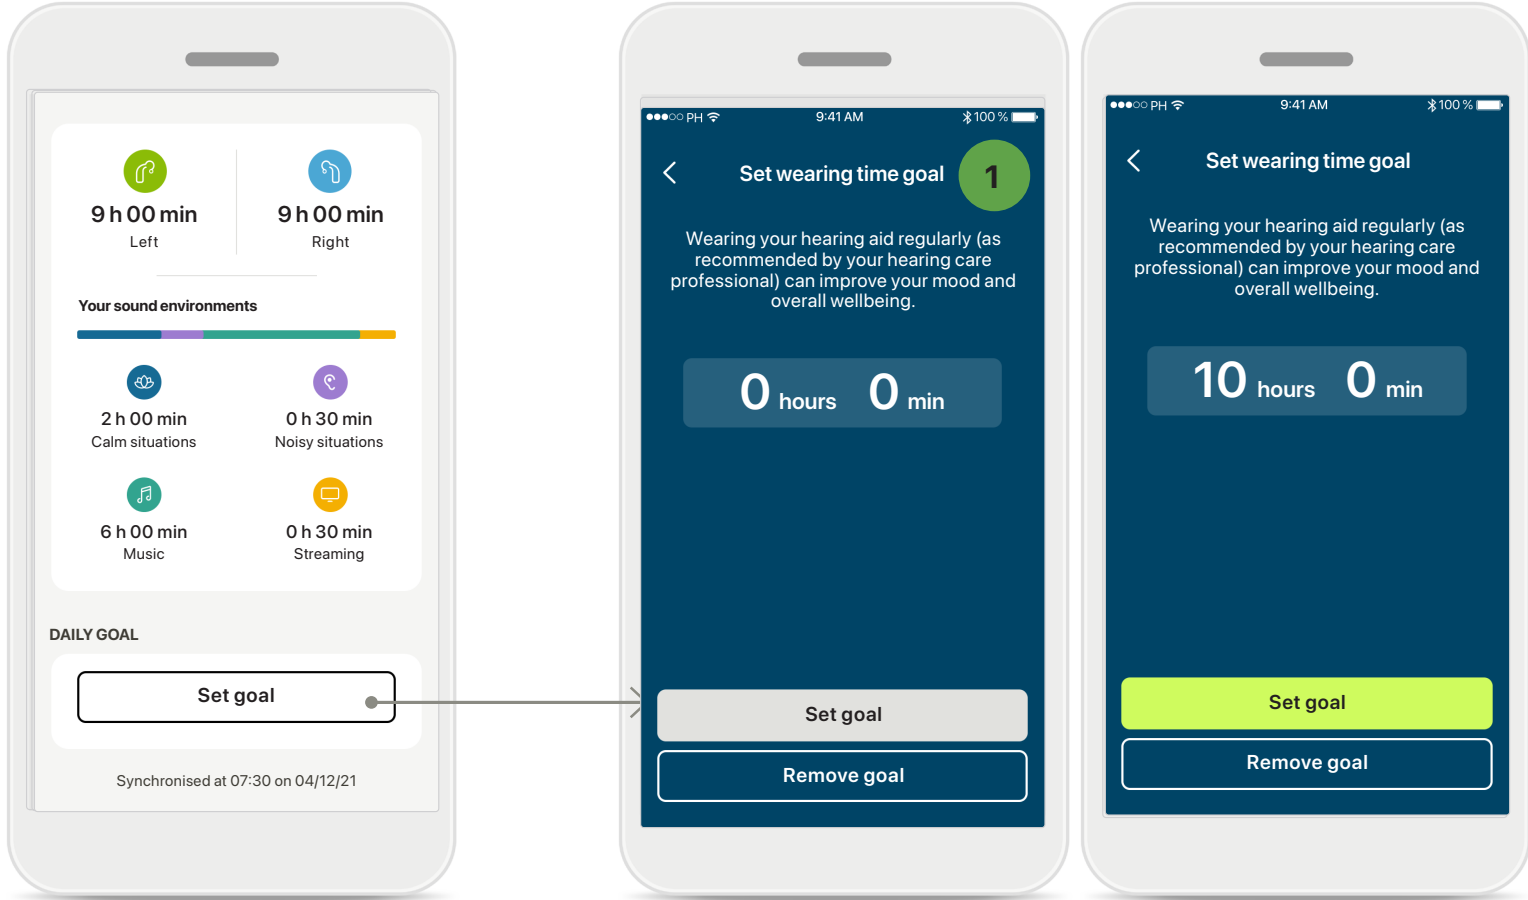 9 h 00 min
Left
9 h 00 min
Right
Your sound environments
2 h 00 min
Calm situations
0 h 30 min
Noisy situations
6 h 00 min
Music
0 h 30 min
Streaming
DAILY GOAL
Set goal
Synchronised at 07:30 on 04/12/21
PH 9:41 AM 100 %
Set wearing time goal
1
Wearing your hearing aid regularly (as
recommended by your hearing care
professional) can improve your mood and
overall wellbeing.
0 hours 0 min
Set goal
Remove goal
PH 9:41 AM 100 %
Set wearing time goal
Wearing your hearing aid regularly (as
recommended by your hearing care
professional) can improve your mood and
overall wellbeing.
10 hours 0 min
Set goal
Remove goal